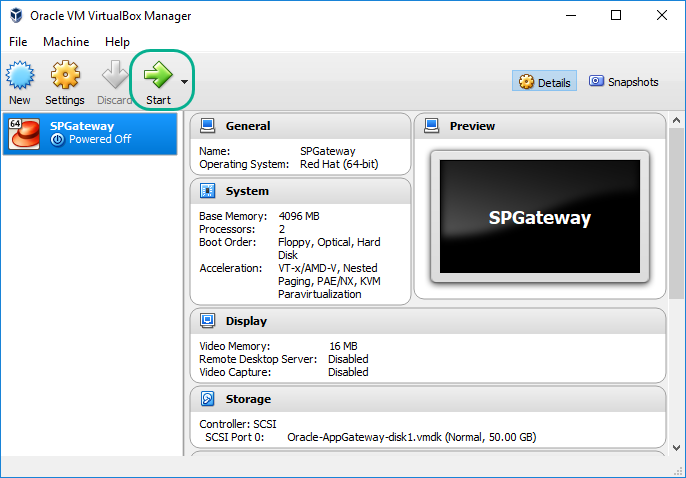 Oracle VM VirtualBox Manager
File Machine Help
New Settings Discard Start Details Snapshots
64 SPGateway
Powered Off
General
Name: SPGateway
Operating System: Red Hat (64-bit)
Preview
SPGateway
System
Base Memory: 4096 MB
Processors: 2
Boot Order: Floppy, Optical, Hard
Disk
Acceleration: VT-x/AMD-V, Nested
Paging, PAE/NX, KVM
Paravirtualization
Display
Video Memory: 16 MB
Remote Desktop Server: Disabled
Video Capture: Disabled
Storage
Controller: SCSI
SCSI Port 0: Oracle-AppGateway-disk1.vmdk (Normal, 50.00 GB)